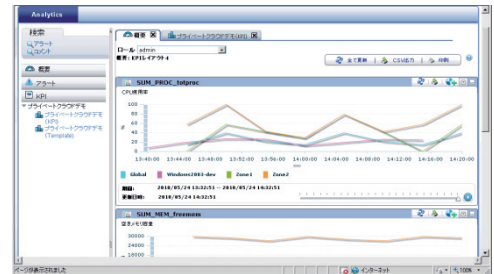 Analytics
検索
アラート
コメント
概要
アラート
KPI
プライベートクラウドデモ
プライベートクラウドデモ
(KPI)
プライベートクラウドデモ
(Template)
概要
プライベートクラウドデモ(KPI)
ロール admin
全て更新
CSV出力
印刷
SUM_PROC_totproc
CPU使用率
100
80
60
%
40
20
0
13:40:00 13:44:00 13:48:00 13:52:00 13:56:00 14:00:00 14:04:00 14:08:00 14:12:00 14:16:00 14:20:00
Global
Windows2003-dev
Zone1
Zone2
期間: 2010/05/24 13:32:51 -- 2010/05/24 14:32:51
更新日時: 2010/05/24 14:32:51
SUM_MEM_freemem
空きメモリ容量
30000
24000
18000
ページが表示されました
インターネット
100%